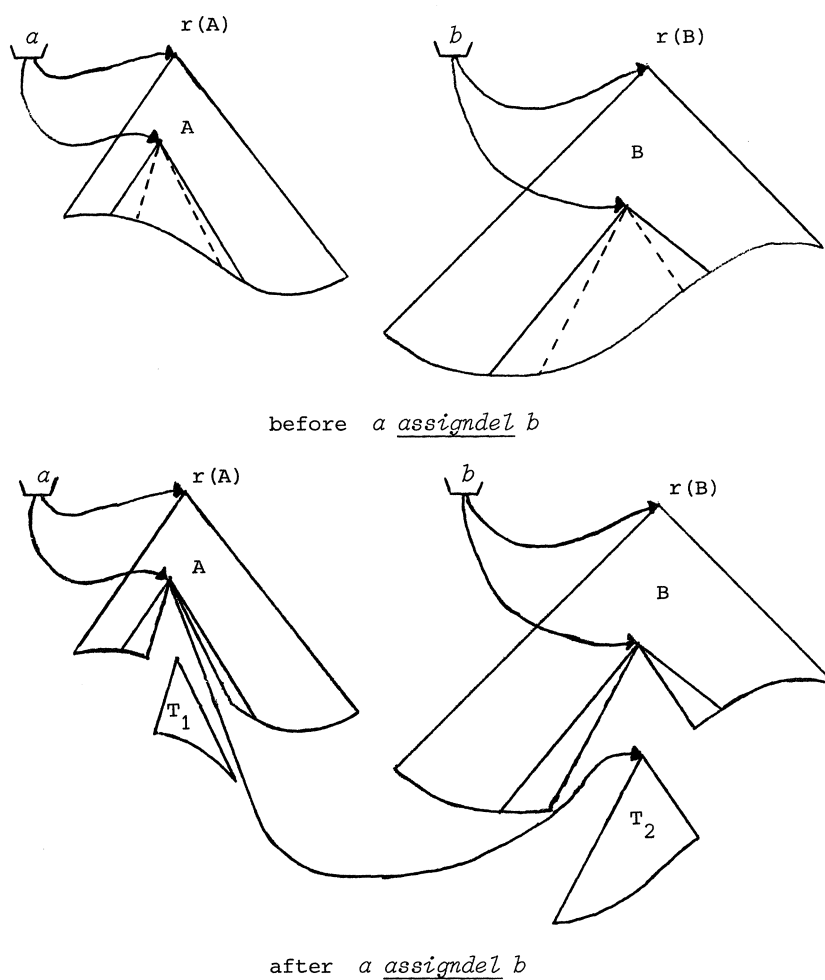 a r(A) b r(B)
A B
before a assigndel b
a r(A) b r(B)
A B
T1 T2
after a assigndel b